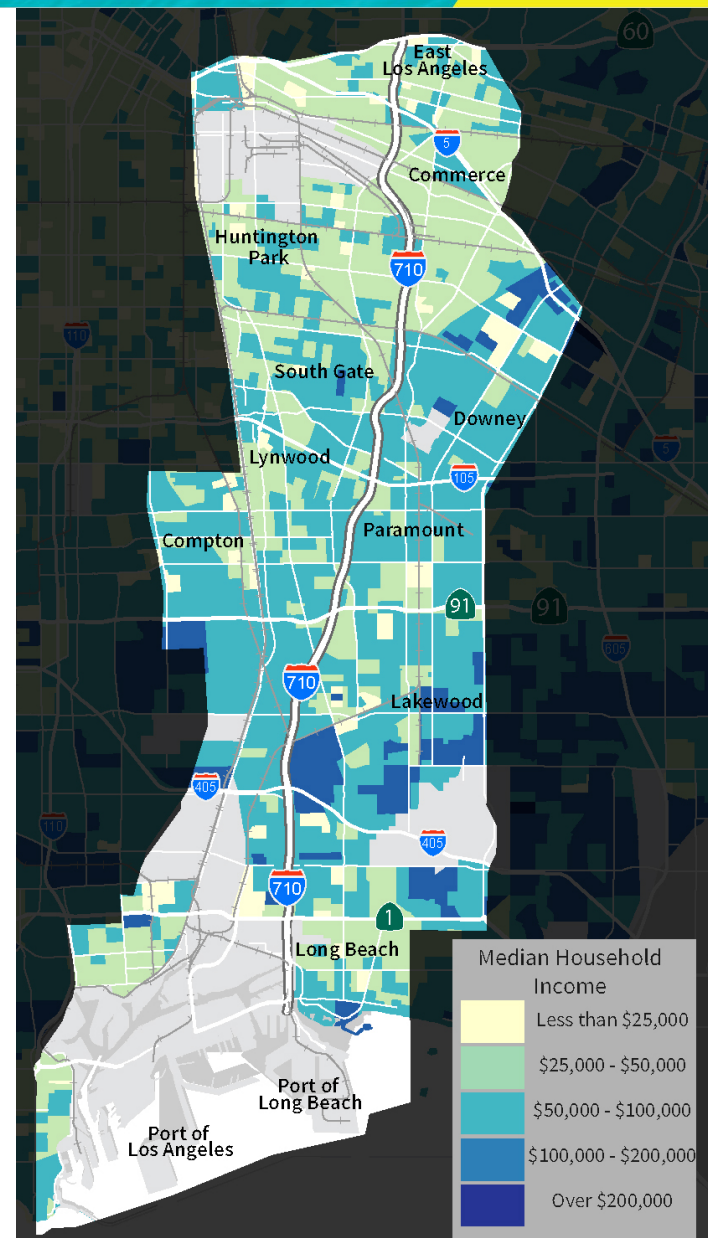 60
East
Los Angeles
5
Commerce
Huntington
Park
710
110
South Gate
Downey
5
Lynwood
105
Paramount
Compton
91
91
605
710
Lakewood
405
110
405
710
1
Long Beach
Median Household
Income
Less than $25,000
$25,000 - $50,000
$50,000 - $100,000
$100,000 - $200,000
Over $200,000
Port of
Long Beach
Port of
Los Angeles